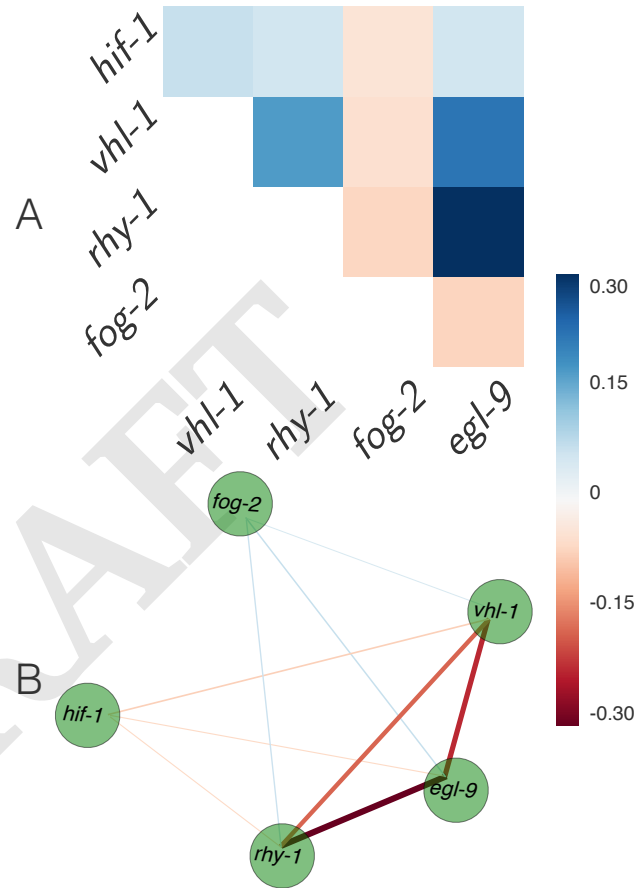 hif-1
vhl-1
A
rhy-1
fog-2
vhl-1
rhy-1
fog-2
egl-9
0.30
0.15
0
-0.15
-0.30
fog-2
vhl-1
B
hif-1
egl-9
rhy-1
RAFT